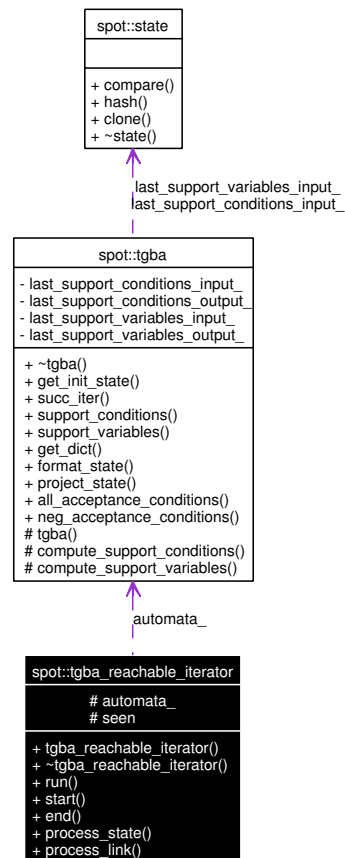 spot::state
+ compare()
+ hash()
+ clone()
+ ~state()
last_support_variables_input_
last_support_conditions_input_
spot::tgba
- last_support_conditions_input_
- last_support_conditions_output_
- last_support_variables_input_
- last_support_variables_output_
+ ~tgba()
+ get_init_state()
+ succ_iter()
+ support_conditions()
+ support_variables()
+ get_dict()
+ format_state()
+ project_state()
+ all_acceptance_conditions()
+ neg_acceptance_conditions()
# tgba()
# compute_support_conditions()
# compute_support_variables()
automata_
spot::tgba_reachable_iterator
# automata_
# seen
+ tgba_reachable_iterator()
+ ~tgba_reachable_iterator()
+ run()
+ start()
+ end()
+ process_state()
+ process_link()